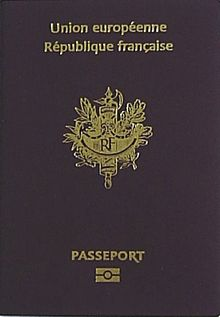 Union européenne
République française
RF
PASSEPORT